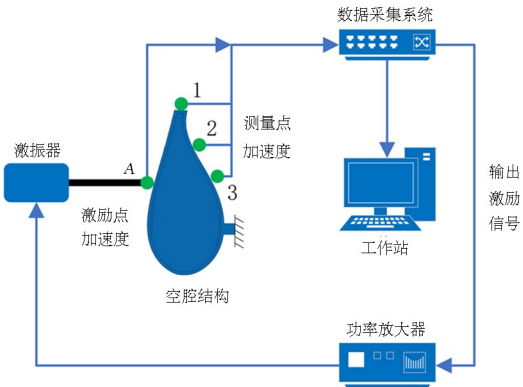 数据采集系统
1
2
3
测量点
加速度
激振器
A
激励点
加速度
输出
激励
信号
工作站
空腔结构
功率放大器